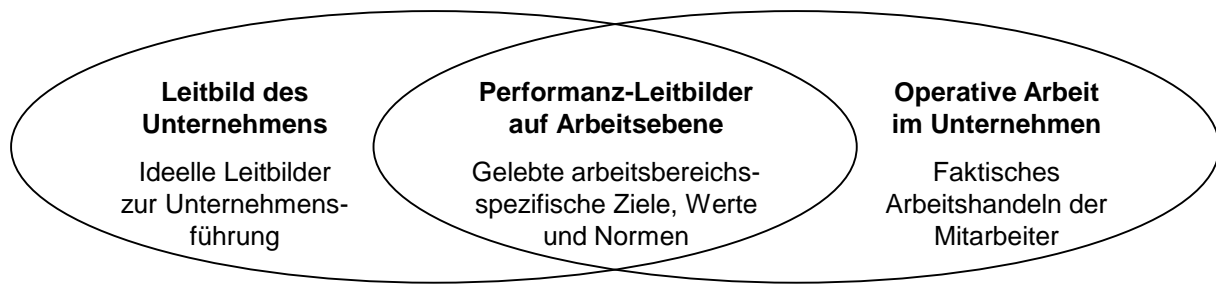 Leitbild des
Unternehmens
Ideelle Leitbilder
zur Unternehmens-
führung
Performanz-Leitbilder
auf Arbeitsebene
Gelebte arbeitsbereichs-
spezifische Ziele, Werte
und Normen
Operative Arbeit
im Unternehmen
Faktisches
Arbeitshandeln der
Mitarbeiter